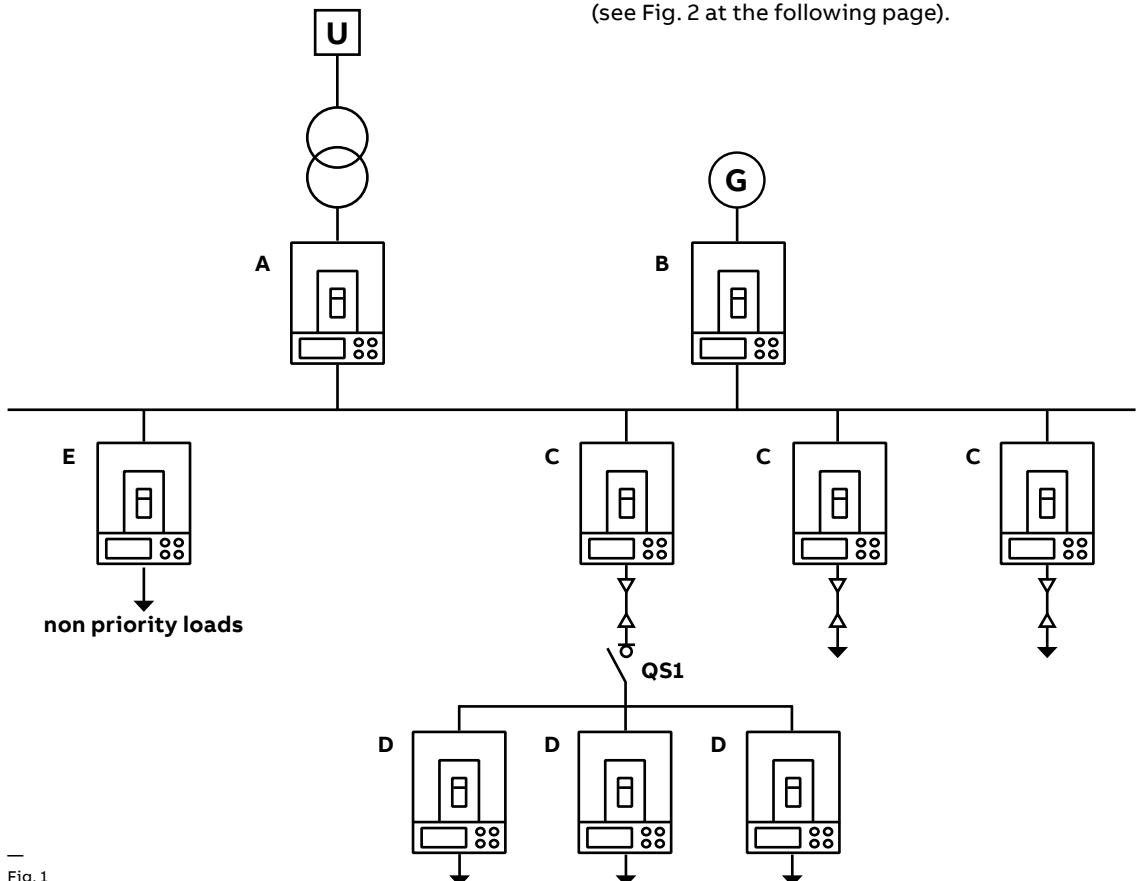 (see Fig. 2 at the following page).
U
G
A
B
E
C
C
C
non priority loads
QS1
D
D
D
Fig. 1